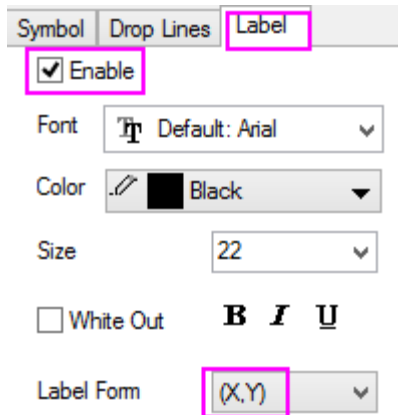 Symbol Drop Lines Label
Enable
Font Default: Arial
Color Black
Size 22
White Out B I U
Label Form (X,Y)